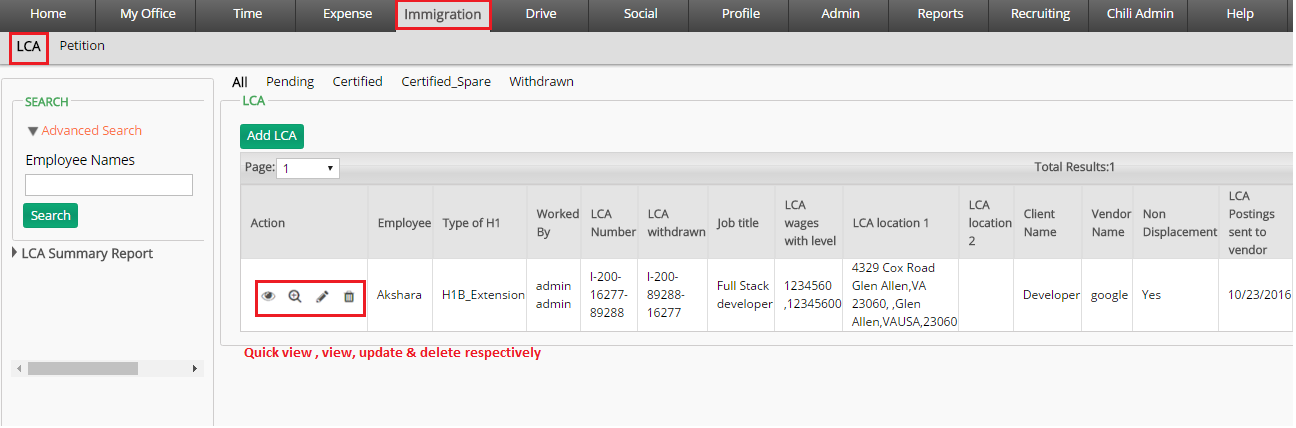 Home My Office Time Expense Immigration Drive Social Profile Admin Reports Recruiting Chili Admin Help
LCA Petition
All Pending Certified Certified_Spare Withdrawn
SEARCH
Advanced Search
Employee Names
Search
LCA Summary Report
LCA
Add LCA
Page: 1 Total Results:1
Action
Employee
Type of H1
Worked
By
LCA
Number
LCA
withdrawn
Job title
LCA
wages
with level
LCA location 1
LCA
location
2
Client
Name
Vendor
Name
Non
Displacement
LCA
Postings
sent to
vendor
Akshara
H1B_Extension
admin
admin
I-200-
16277-
89288
I-200-
89288-
16277
Full Stack
developer
1234560
,12345600
4329 Cox Road
Glen Allen,VA
23060, ,Glen
Allen,VAUSA,23060
Developer
google
Yes
10/23/2016
Quick view , view, update & delete respectively